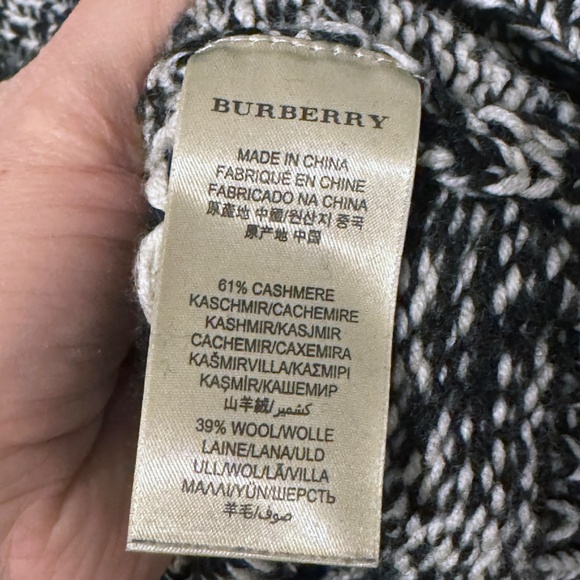 BURBERRY
MADE IN CHINA
FABRIQUÉ EN CHINE
FABRICADO NA CHINA
原產地 中國/원산지 중국
原产地 中国
61% CASHMERE
KASCHMIR/CACHEMIRE
KASHMIR/KASJMIR
CACHEMIR/CAXEMIRA
KAŠMIRVILLA/ΚΑΣΜΙΡΙ
KAŞMİR/КАШЕМИР
山羊絨/كشمير
39% WOOL/WOLLE
LAINE/LANA/ULD
ULL/WOL/LÃ/VILLA
ΜΑΛΛΙ/YÜN/ШЕРСТЬ
羊毛/صوف